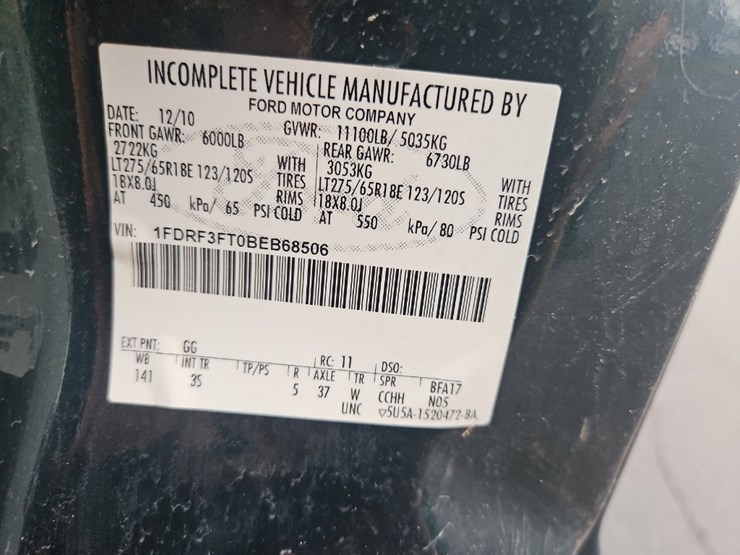 INCOMPLETE VEHICLE MANUFACTURED BY
FORD MOTOR COMPANY
DATE: 12/10 GVWR: 11100LB/ 5035KG
FRONT GAWR: 6000LB REAR GAWR: 6730LB
2722KG WITH 3053KG WITH
LT275/65R18E 123/120S TIRES LT275/65R18E 123/120S TIRES
18X8.0J RIMS 18X8.0J RIMS
AT 450 kPa/ 65 PSI COLD AT 550 kPa/ 80 PSI COLD
VIN: 1FDRF3FT0BEB68506
EXT PNT: GG RC: 11 DSO:
WB INT TR TP/PS R AXLE TR SPR BFA17
141 3S 5 37 W CCHH N05
UNC ▽5U5A-1520472-BA